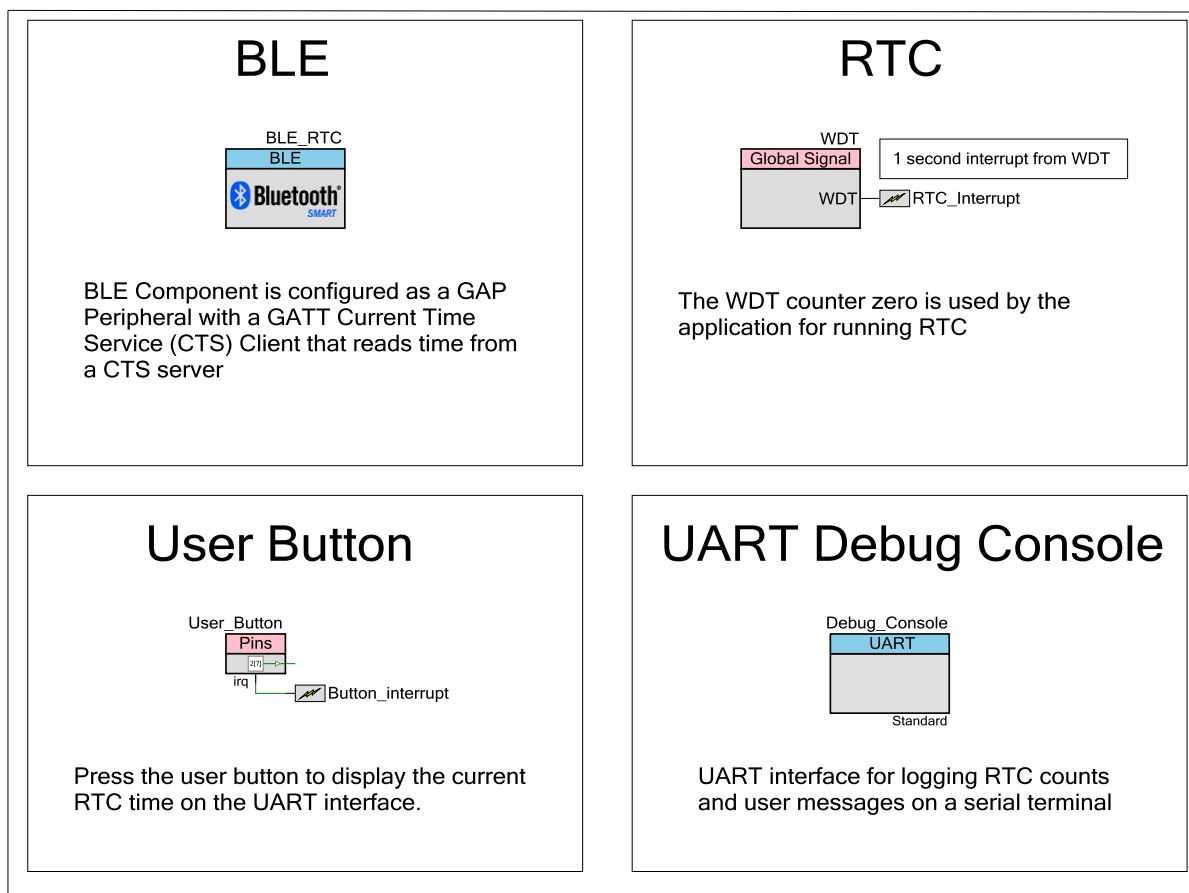 BLE
BLE_RTC
BLE
Bluetooth®
SMART
BLE Component is configured as a GAP
Peripheral with a GATT Current Time
Service (CTS) Client that reads time from
a CTS server
RTC
WDT
Global Signal
1 second interrupt from WDT
WDT
RTC_Interrupt
The WDT counter zero is used by the
application for running RTC
User Button
User_Button
Pins
2[7]
irq
Button_interrupt
Press the user button to display the current
RTC time on the UART interface.
UART Debug Console
Debug_Console
UART
Standard
UART interface for logging RTC counts
and user messages on a serial terminal